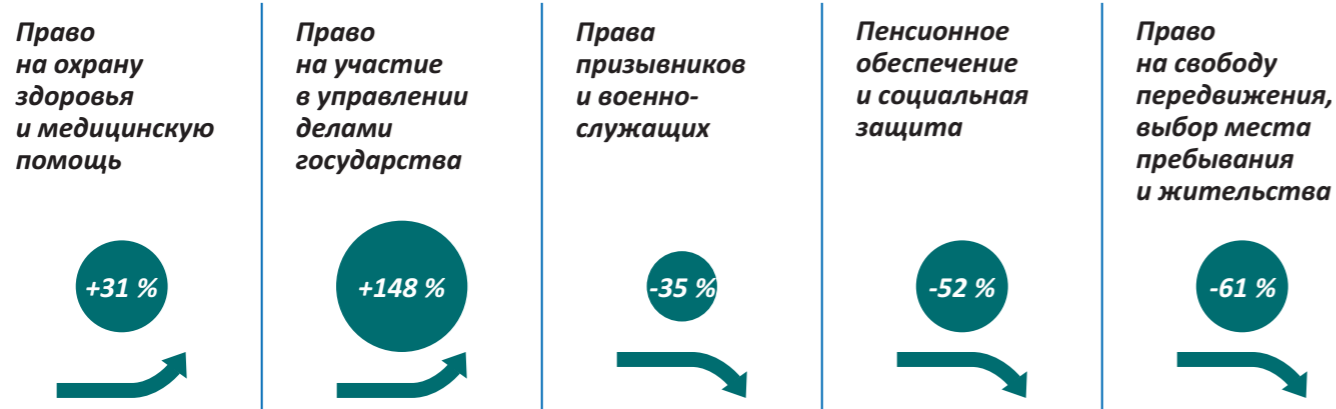 Право
на охрану
здоровья
и медицинскую
помощь
+31 %
Право
на участие
в управлении
делами
государства
+148 %
Права
призывников
и военно-
служащих
-35 %
Пенсионное
обеспечение
и социальная
защита
-52 %
Право
на свободу
передвижения,
выбор места
пребывания
и жительства
-61 %